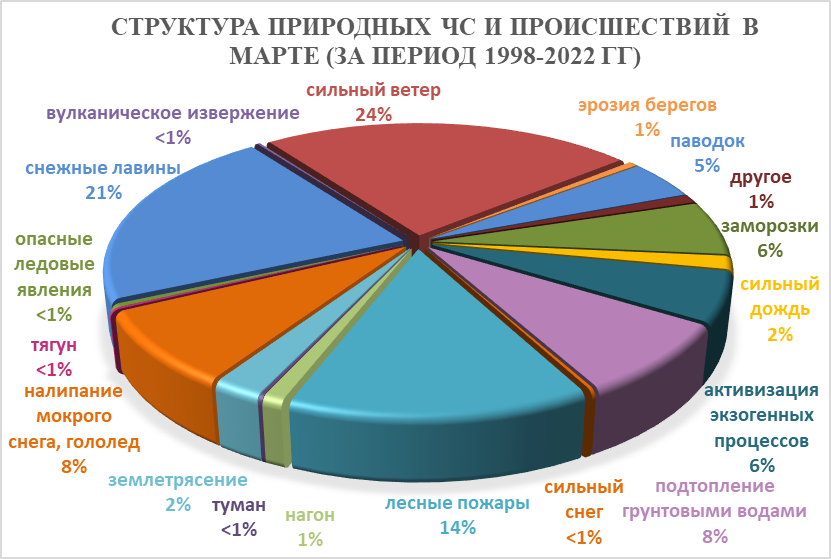 СТРУКТУРА ПРИРОДНЫХ ЧС И ПРОИСШЕСТВИЙ В
МАРТЕ (ЗА ПЕРИОД 1998-2022 ГГ)
сильный ветер
24%
эрозия берегов
1%
паводок
5%
другое
1%
заморозки
6%
сильный
дождь
2%
активизация
экзогенных
процессов
6%
подтопление
грунтовыми водами
8%
сильный
снег
<1%
лесные пожары
14%
нагон
1%
туман
<1%
землетрясение
2%
налипание
мокрого
снега, гололед
8%
тягун
<1%
опасные
ледовые
явления
<1%
снежные лавины
21%
вулканическое извержение
<1%